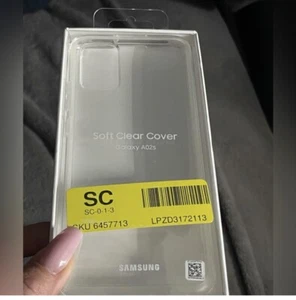 Soft Clear Cover
Galaxy A02s
SC
SC-0-1-3
SKU 6457713
LPZD3172113
SAMSUNG